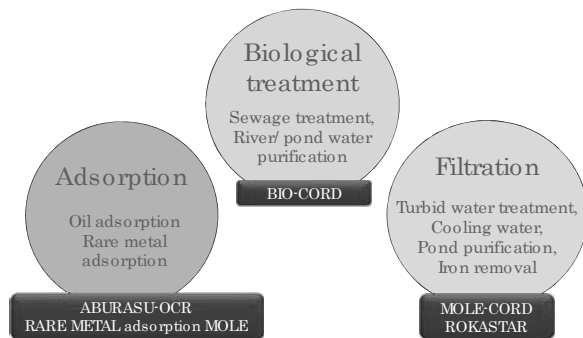 Biological
treatment
Sewage treatment,
River/ pond water
purification
BIO-CORD
Adsorption
Oil adsorption
Rare metal
adsorption
ABURASU-OCR
RARE METAL adsorption MOLE
Filtration
Turbid water treatment,
Cooling water,
Pond purification,
Iron removal
MOLE-CORD
ROKASTAR